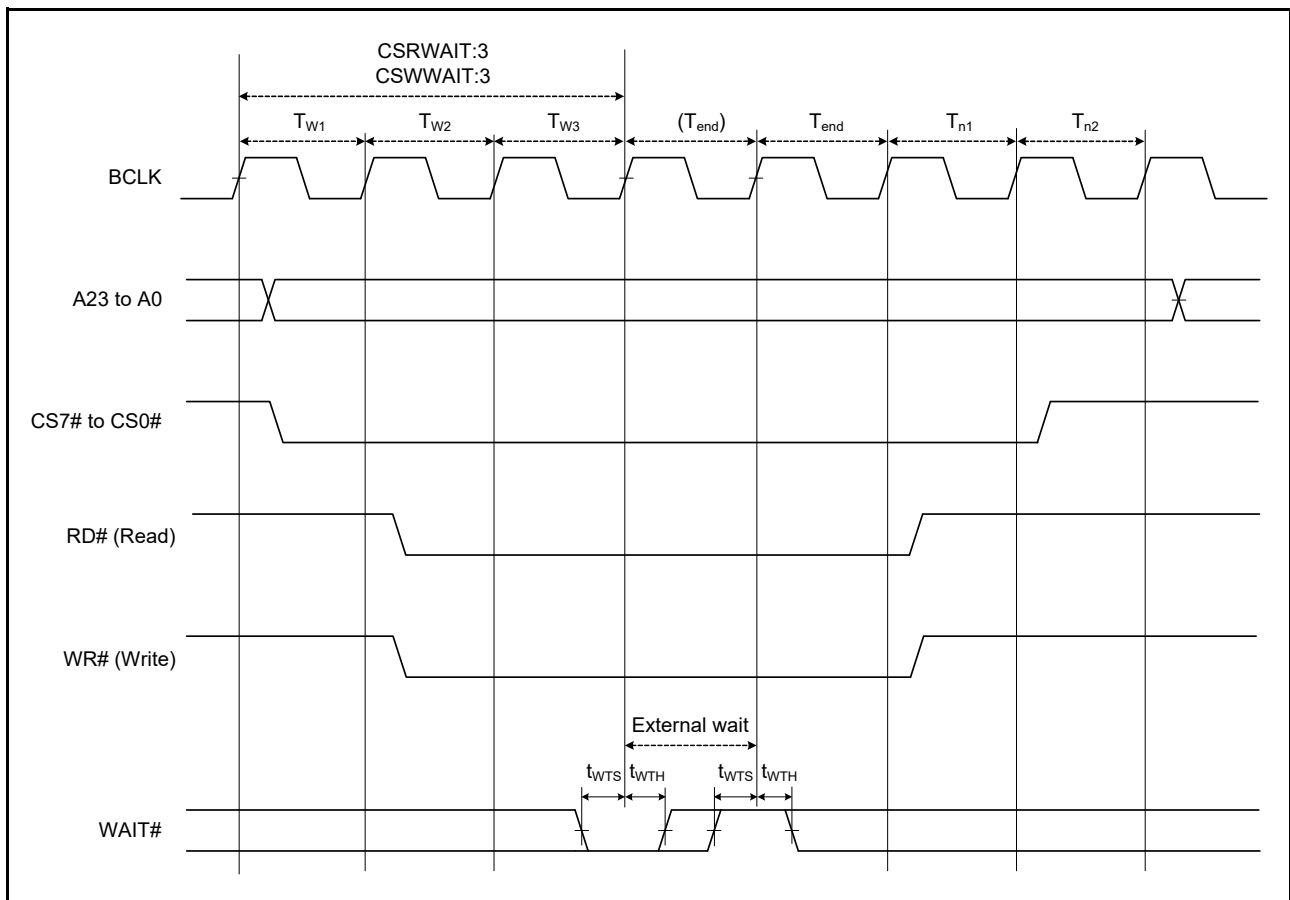 CSRWAIT:3
CSWWAIT:3
TW1 TW2 TW3 (Tend) Tend Tn1 Tn2
BCLK
A23 to A0
CS7# to CS0#
RD# (Read)
WR# (Write)
External wait
tWTS tWTH tWTS tWTH
WAIT#